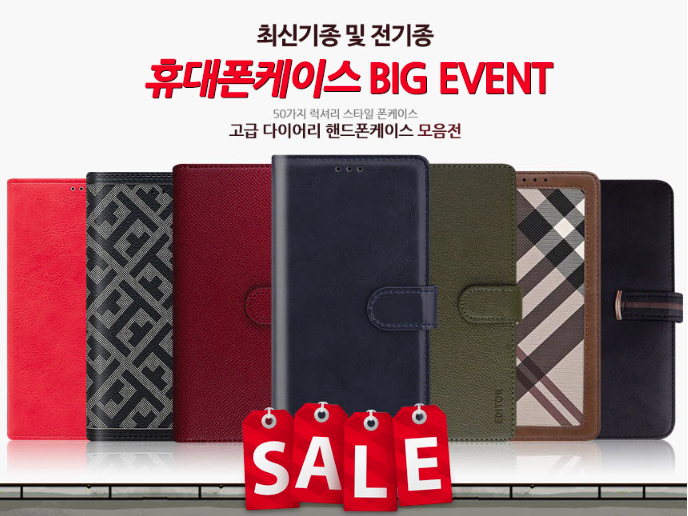 최신기종 및 전기종
휴대폰케이스 BIG EVENT
50가지 럭셔리 스타일 폰케이스
고급 다이어리 핸드폰케이스 모음전
EDITOR
SALE